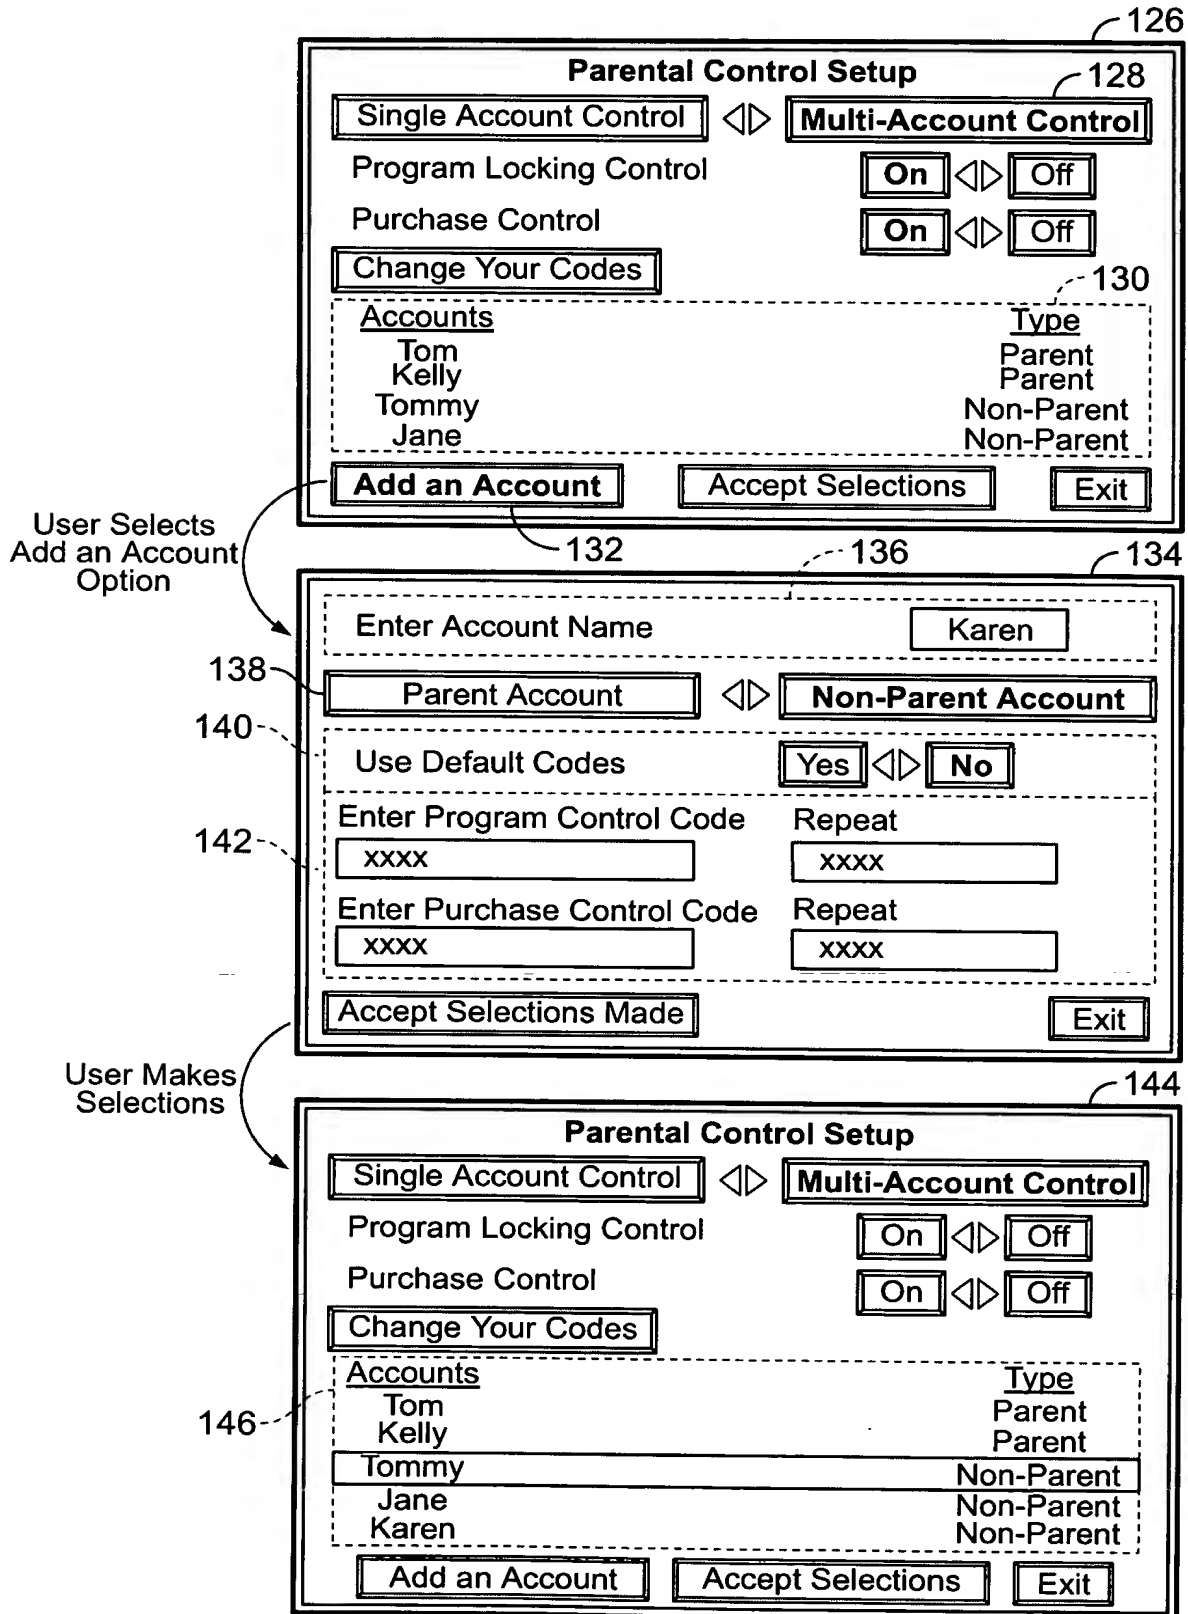 126
Parental Control Setup
128
Single Account Control Multi-Account Control
Program Locking Control On Off
Purchase Control On Off
Change Your Codes
130
Accounts Type
Tom Parent
Kelly Parent
Tommy Non-Parent
Jane Non-Parent
Add an Account Accept Selections Exit
User Selects
Add an Account
Option
132
136
134
Enter Account Name Karen
138
Parent Account Non-Parent Account
140
Use Default Codes Yes No
Enter Program Control Code Repeat
142
xxxx xxxx
Enter Purchase Control Code Repeat
xxxx xxxx
Accept Selections Made Exit
User Makes
Selections
144
Parental Control Setup
Single Account Control Multi-Account Control
Program Locking Control On Off
Purchase Control On Off
Change Your Codes
Accounts Type
146
Tom Parent
Kelly Parent
Tommy Non-Parent
Jane Non-Parent
Karen Non-Parent
Add an Account Accept Selections Exit